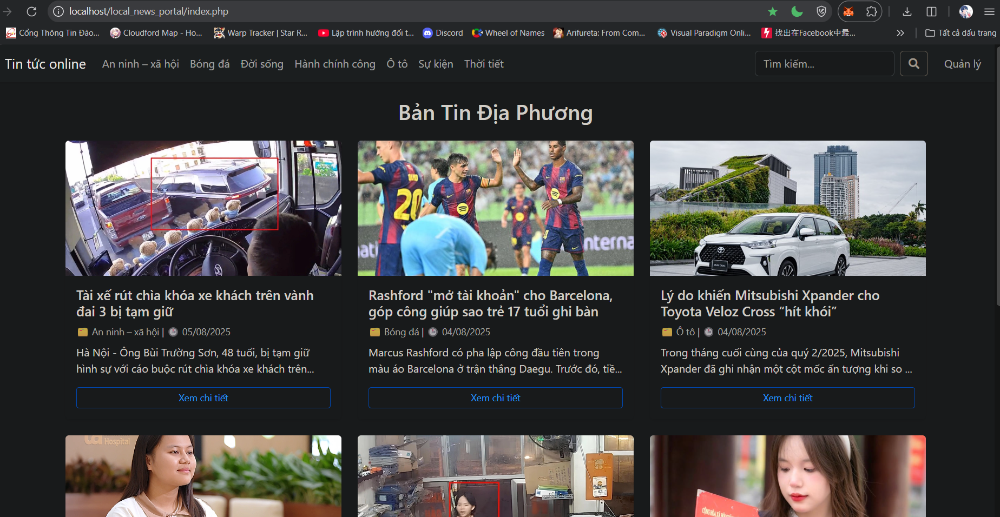 localhost/local_news_portal/index.php
Cổng Thông Tin Đào...
Cloudford Map - Ho...
Warp Tracker | Star R...
Lập trình hướng đối t...
Discord
Wheel of Names
Arifureta: From Com...
Visual Paradigm Onli...
找出在Facebook中最...
Tất cả dấu trang
Tin tức online
An ninh – xã hội
Bóng đá
Đời sống
Hành chính công
Ô tô
Sự kiện
Thời tiết
Tìm kiếm...
Quản lý
Bản Tin Địa Phương
20
nterna
VELOZ CROSS
Tài xế rút chìa khóa xe khách trên vành
đai 3 bị tạm giữ
An ninh – xã hội | 05/08/2025
Hà Nội - Ông Bùi Trường Sơn, 48 tuổi, bị tạm giữ
hình sự với cáo buộc rút chìa khóa xe khách trên...
Xem chi tiết
Rashford "mở tài khoản" cho Barcelona,
góp công giúp sao trẻ 17 tuổi ghi bàn
Bóng đá | 04/08/2025
Marcus Rashford có pha lập công đầu tiên trong
màu áo Barcelona ở trận thắng Daegu. Trước đó, tiề...
Xem chi tiết
Lý do khiến Mitsubishi Xpander cho
Toyota Veloz Cross “hít khói”
Ô tô | 04/08/2025
Trong tháng cuối cùng của quý 2/2025, Mitsubishi
Xpander đã ghi nhận một cột mốc ấn tượng khi so ...
Xem chi tiết
Hospital